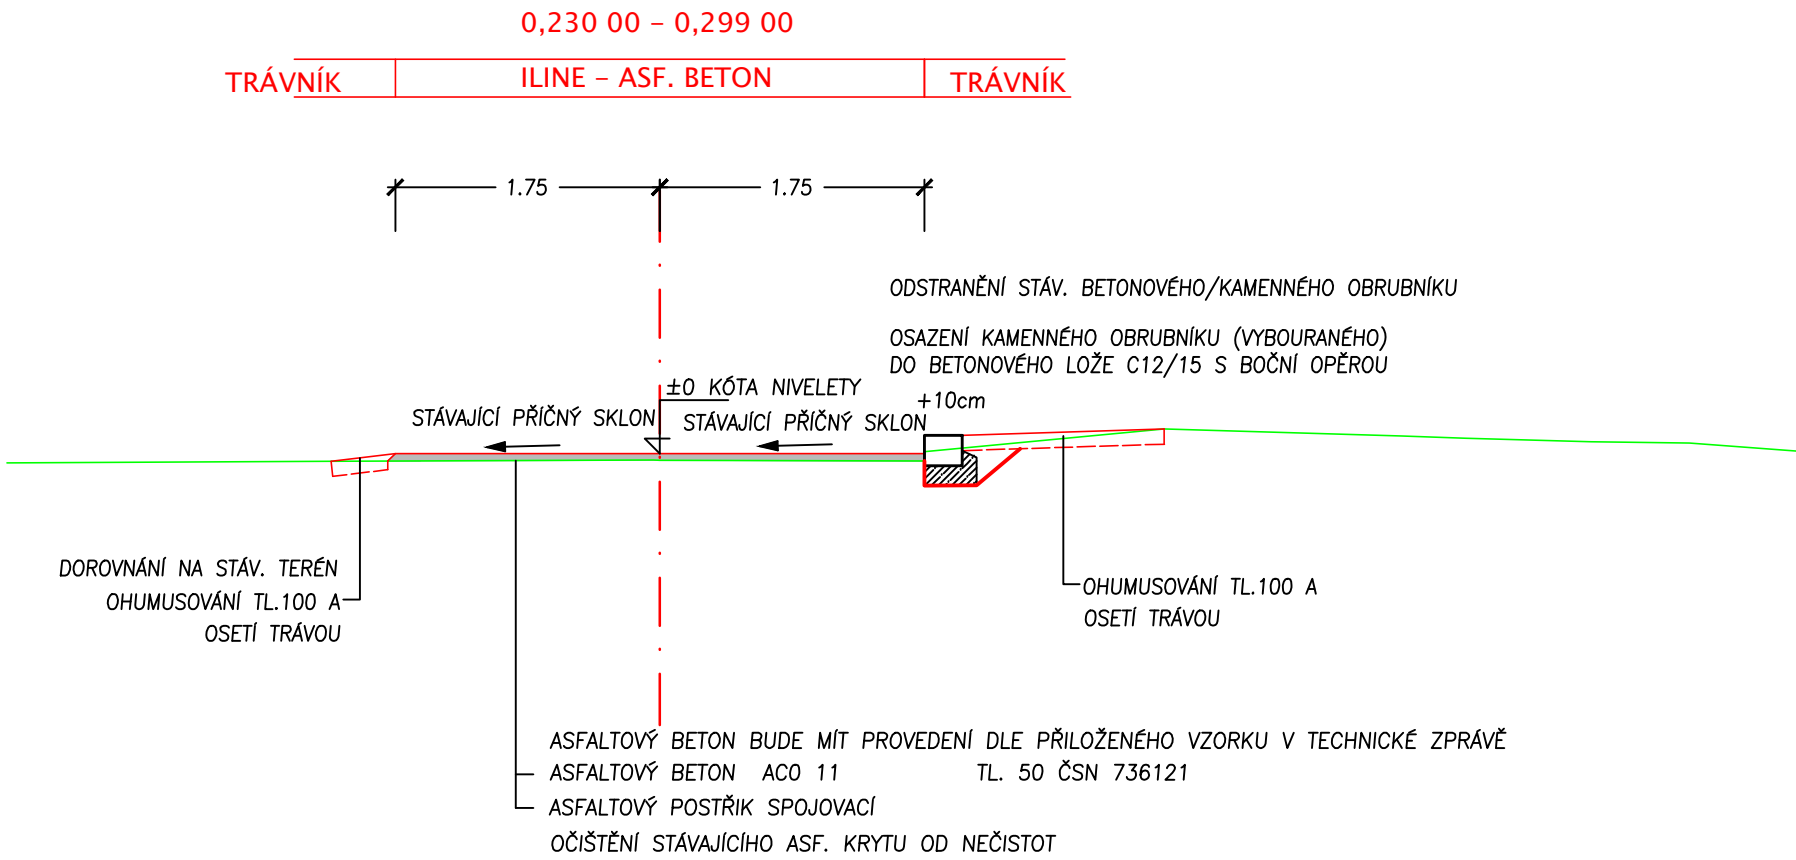 0,230 00 – 0,299 00
TRÁVNÍK
ILINE – ASF. BETON
TRÁVNÍK
1.75
1.75
ODSTRANĚNÍ STÁV. BETONOVÉHO/KAMENNÉHO OBRUBNÍKU
OSAZENÍ KAMENNÉHO OBRUBNÍKU (VYBOURANÉHO)
DO BETONOVÉHO LOŽE C12/15 S BOČNÍ OPĚROU
±0 KÓTA NIVELETY
+10cm
STÁVAJÍCÍ PŘÍČNÝ SKLON
STÁVAJÍCÍ PŘÍČNÝ SKLON
DOROVNÁNÍ NA STÁV. TERÉN
OHUMUSOVÁNÍ TL.100 A
OSETÍ TRÁVOU
OHUMUSOVÁNÍ TL.100 A
OSETÍ TRÁVOU
ASFALTOVÝ BETON BUDE MÍT PROVEDENÍ DLE PŘILOŽENÉHO VZORKU V TECHNICKÉ ZPRÁVĚ
ASFALTOVÝ BETON ACO 11 TL. 50 ČSN 736121
ASFALTOVÝ POSTŘIK SPOJOVACÍ
OČIŠTĚNÍ STÁVAJÍCÍHO ASF. KRYTU OD NEČISTOT